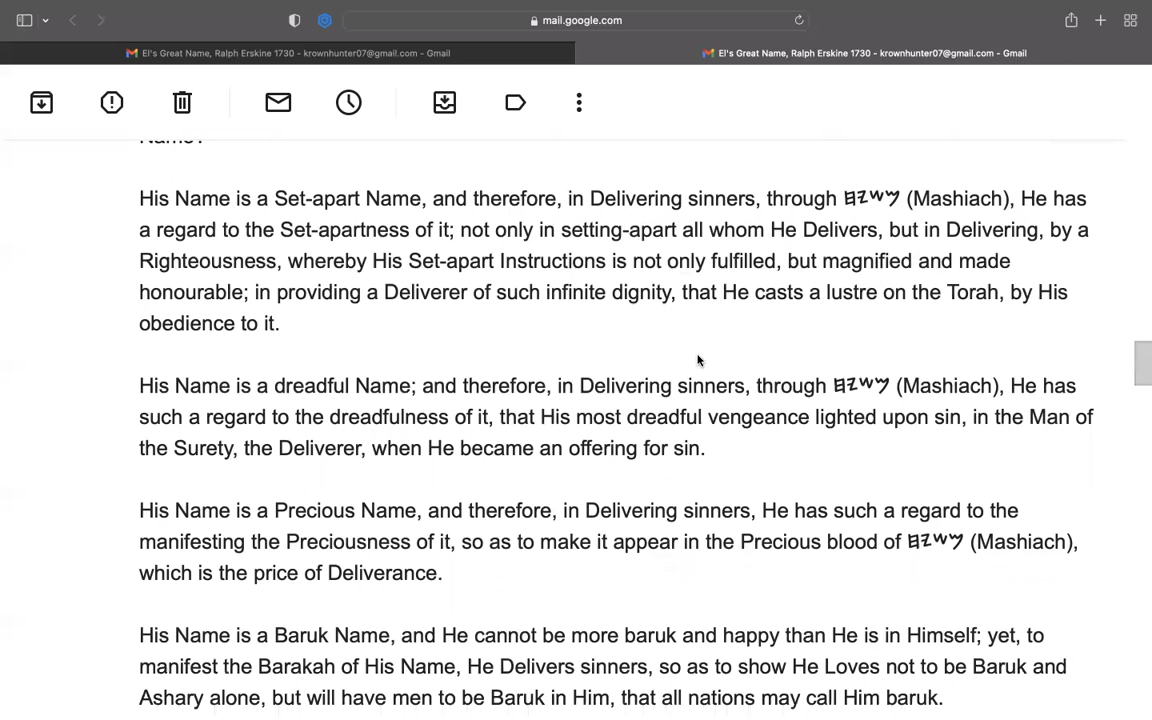 mail.google.com
El's Great Name, Ralph Erskine 1730 - krownhunter07@gmail.com - Gmail
El's Great Name, Ralph Erskine 1730 - krownhunter07@gmail.com - Gmail
His Name is a Set-apart Name, and therefore, in Delivering sinners, through 𐤌𐤔𐤉𐤇 (Mashiach), He has
a regard to the Set-apartness of it; not only in setting-apart all whom He Delivers, but in Delivering, by a
Righteousness, whereby His Set-apart Instructions is not only fulfilled, but magnified and made
honourable; in providing a Deliverer of such infinite dignity, that He casts a lustre on the Torah, by His
obedience to it.
His Name is a dreadful Name; and therefore, in Delivering sinners, through 𐤌𐤔𐤉𐤇 (Mashiach), He has
such a regard to the dreadfulness of it, that His most dreadful vengeance lighted upon sin, in the Man of
the Surety, the Deliverer, when He became an offering for sin.
His Name is a Precious Name, and therefore, in Delivering sinners, He has such a regard to the
manifesting the Preciousness of it, so as to make it appear in the Precious blood of 𐤌𐤔𐤉𐤇 (Mashiach),
which is the price of Deliverance.
His Name is a Baruk Name, and He cannot be more baruk and happy than He is in Himself; yet, to
manifest the Barakah of His Name, He Delivers sinners, so as to show He Loves not to be Baruk and
Ashary alone, but will have men to be Baruk in Him, that all nations may call Him baruk.